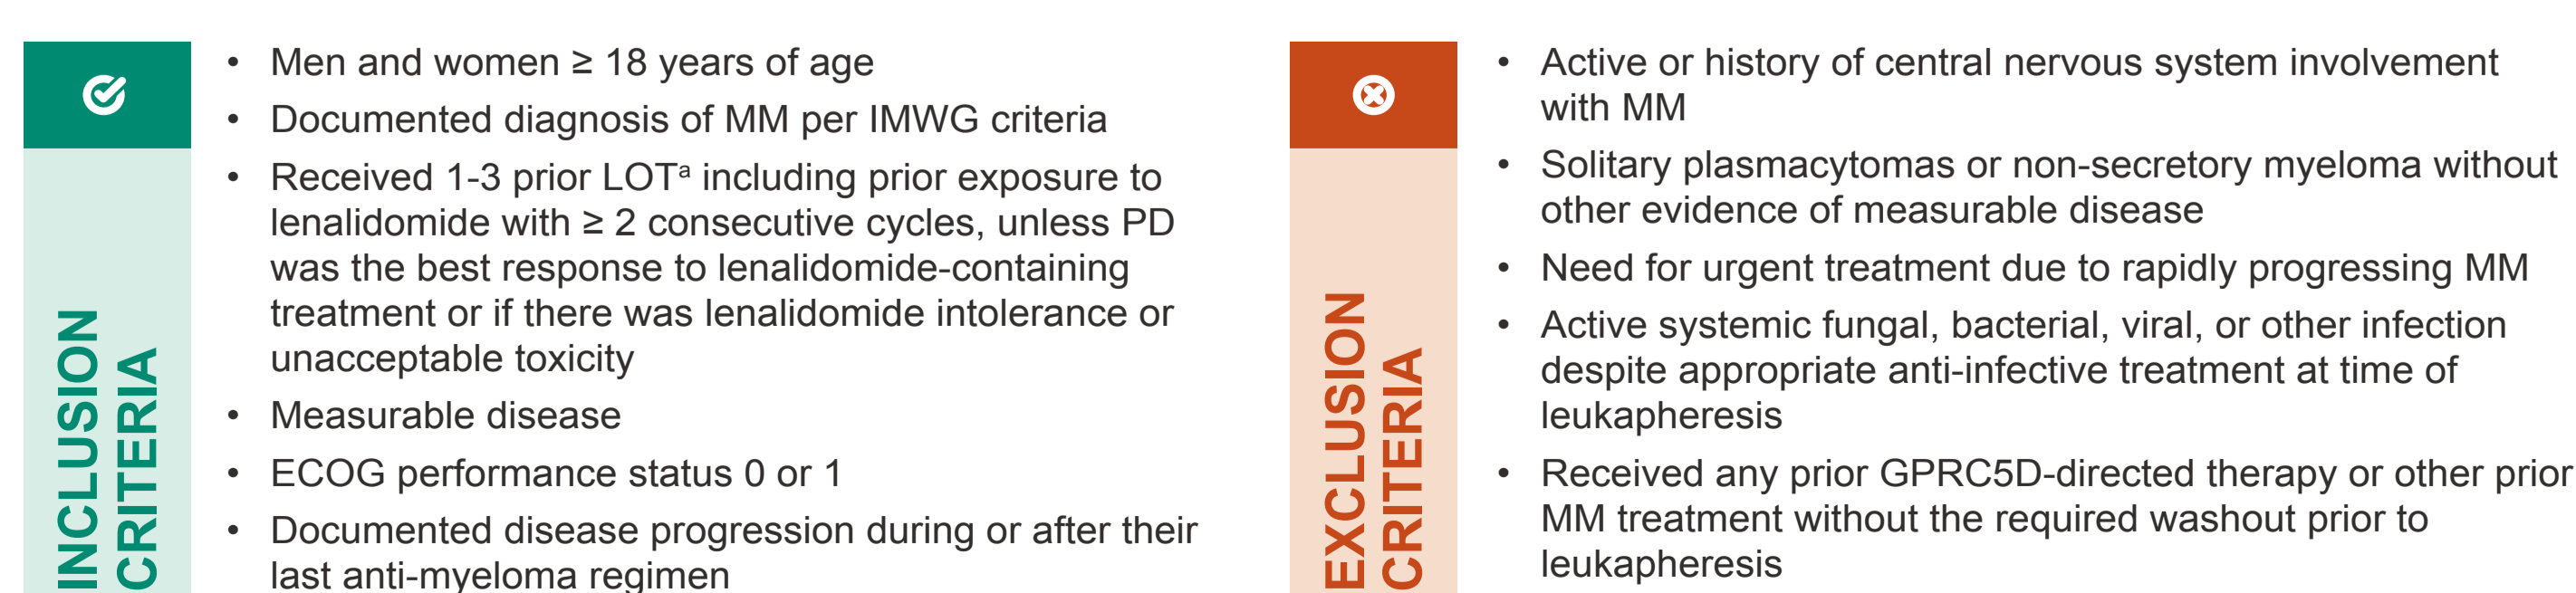 INCLUSION
CRITERIA
• Men and women ≥ 18 years of age
• Documented diagnosis of MM per IMWG criteria
• Received 1-3 prior LOTᵃ including prior exposure to
lenalidomide with ≥ 2 consecutive cycles, unless PD
was the best response to lenalidomide-containing
treatment or if there was lenalidomide intolerance or
unacceptable toxicity
• Measurable disease
• ECOG performance status 0 or 1
• Documented disease progression during or after their
last anti-myeloma regimen
EXCLUSION
CRITERIA
• Active or history of central nervous system involvement
with MM
• Solitary plasmacytomas or non-secretory myeloma without
other evidence of measurable disease
• Need for urgent treatment due to rapidly progressing MM
• Active systemic fungal, bacterial, viral, or other infection
despite appropriate anti-infective treatment at time of
leukapheresis
• Received any prior GPRC5D-directed therapy or other prior
MM treatment without the required washout prior to
leukapheresis